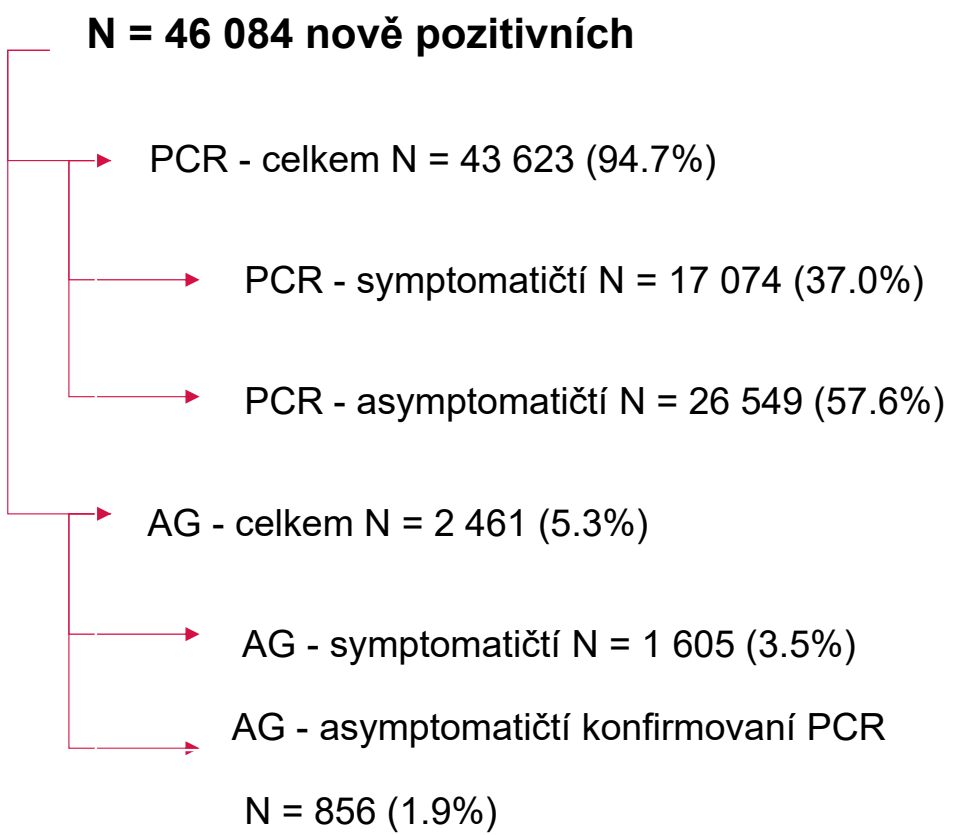 N = 46 084 nově pozitivních
PCR - celkem N = 43 623 (94.7%)
PCR - symptomatičtí N = 17 074 (37.0%)
PCR - asymptomatičtí N = 26 549 (57.6%)
AG - celkem N = 2 461 (5.3%)
AG - symptomatičtí N = 1 605 (3.5%)
AG - asymptomatičtí konfirmovaní PCR
N = 856 (1.9%)